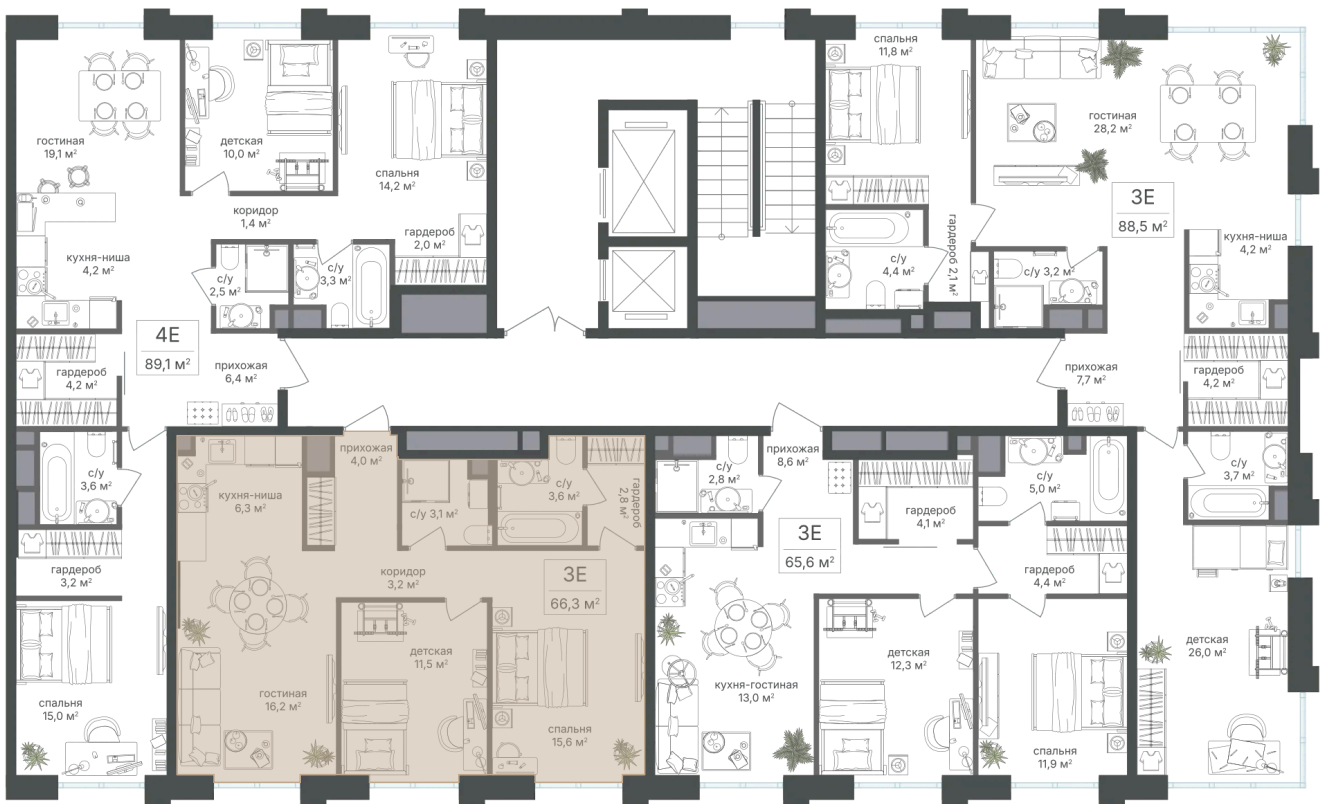 гостиная
19,1 м²
детская
10,0 м²
спальня
14,2 м²
коридор
1,4 м²
гардероб
2,0 м²
кухня-ниша
4,2 м²
с/у
2,5 м²
с/у
3,3 м²
4Е
89,1 м²
прихожая
6,4 м²
гардероб
4,2 м²
с/у
3,6 м²
гардероб
3,2 м²
спальня
15,0 м²
спальня
11,8 м²
гостиная
28,2 м²
3Е
88,5 м²
кухня-ниша
4,2 м²
с/у
4,4 м²
гардероб 2,1 м²
с/у 3,2 м²
прихожая
7,7 м²
гардероб
4,2 м²
с/у
3,7 м²
детская
26,0 м²
прихожая
4,0 м²
кухня-ниша
6,3 м²
с/у 3,1 м²
с/у
3,6 м²
гардероб
2,8 м²
коридор
3,2 м²
3Е
66,3 м²
детская
11,5 м²
гостиная
16,2 м²
спальня
15,6 м²
прихожая
8,6 м²
с/у
2,8 м²
гардероб
4,1 м²
с/у
5,0 м²
3Е
65,6 м²
гардероб
4,4 м²
детская
12,3 м²
кухня-гостиная
13,0 м²
спальня
11,9 м²